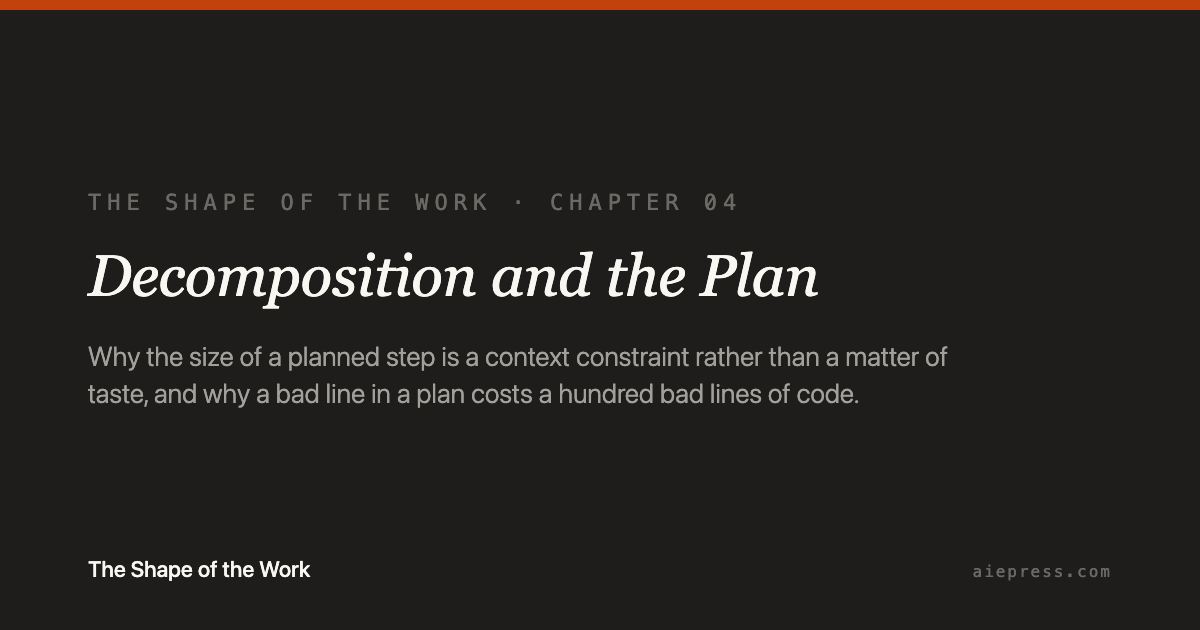 THE SHAPE OF THE WORK · CHAPTER 04
Decomposition and the Plan
Why the size of a planned step is a context constraint rather than a matter of
taste, and why a bad line in a plan costs a hundred bad lines of code.
The Shape of the Work
aiepress.com